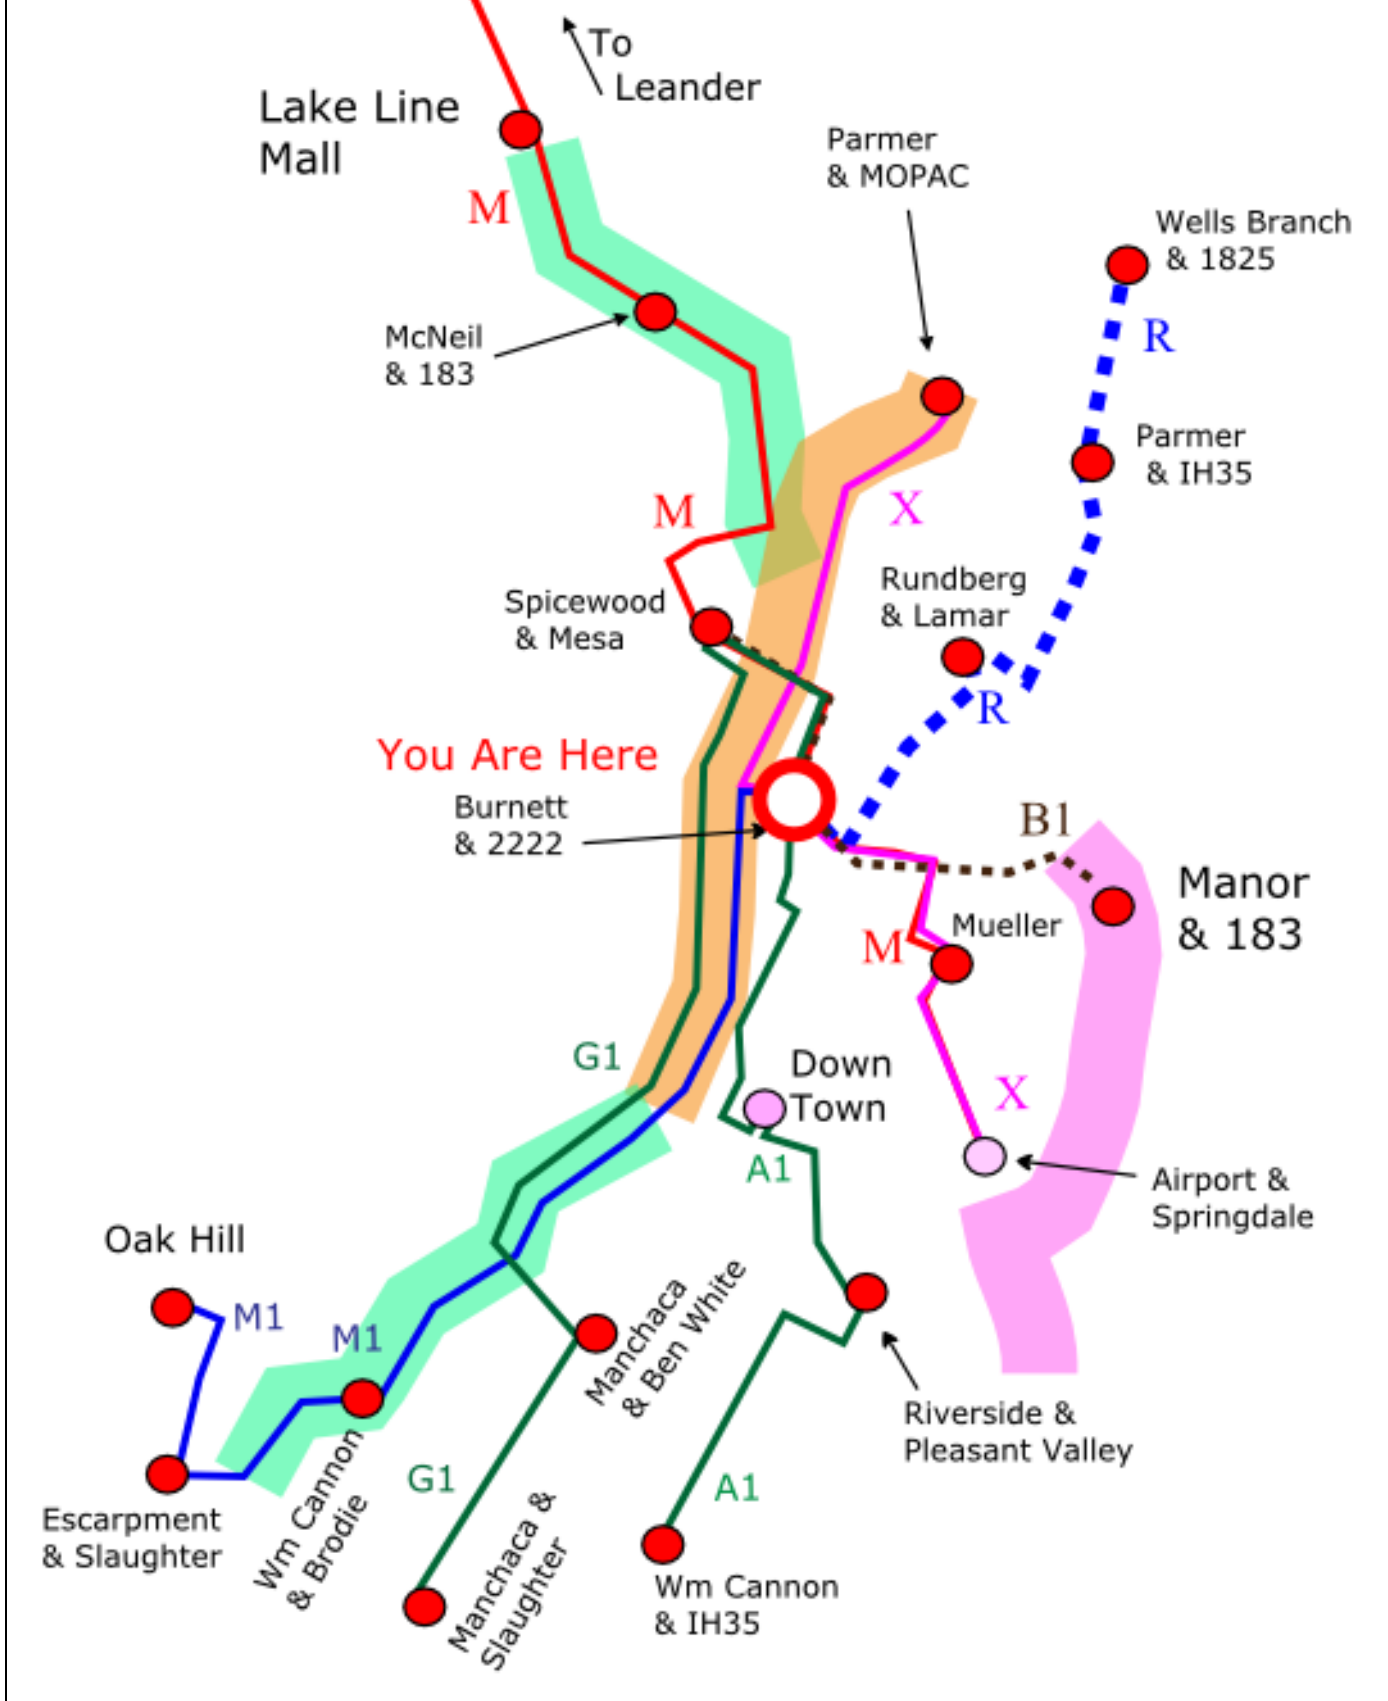 To
Leander
Lake Line
Mall
M
Parmer
& MOPAC
Wells Branch
& 1825
McNeil
& 183
R
Parmer
& IH35
M
X
Rundberg
& Lamar
Spicewood
& Mesa
R
You Are Here
Burnett
& 2222
B1
Manor
& 183
Mueller
M
G1
Down
Town
X
A1
Airport &
Springdale
Oak Hill
M1
M1
Manchaca
& Ben White
Riverside &
Pleasant Valley
G1
A1
Escarpment
& Slaughter
Wm Cannon
& Brodie
Manchaca &
Slaughter
Wm Cannon
& IH35